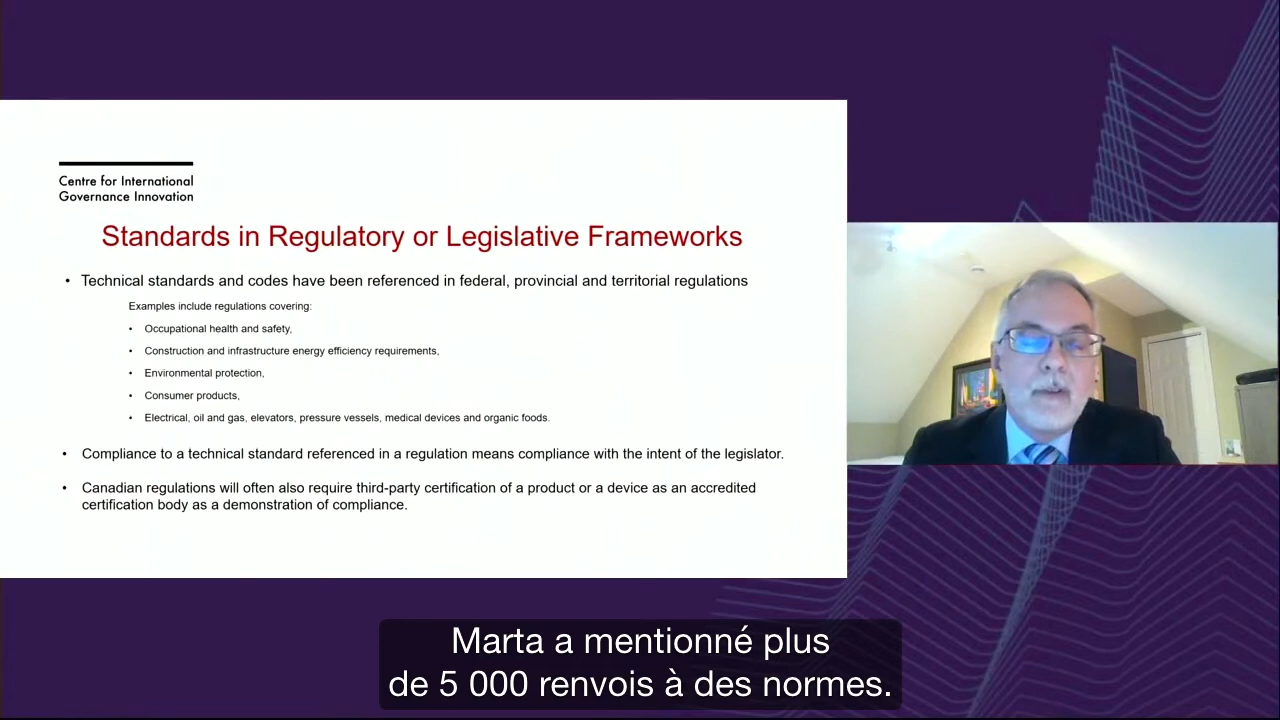 Centre for International
Governance Innovation
Standards in Regulatory or Legislative Frameworks
• Technical standards and codes have been referenced in federal, provincial and territorial regulations
Examples include regulations covering:
• Occupational health and safety,
• Construction and infrastructure energy efficiency requirements,
• Environmental protection,
• Consumer products,
• Electrical, oil and gas, elevators, pressure vessels, medical devices and organic foods.
• Compliance to a technical standard referenced in a regulation means compliance with the intent of the legislator.
• Canadian regulations will often also require third-party certification of a product or a device as an accredited
certification body as a demonstration of compliance.
Marta a mentionné plus
de 5 000 renvois à des normes.